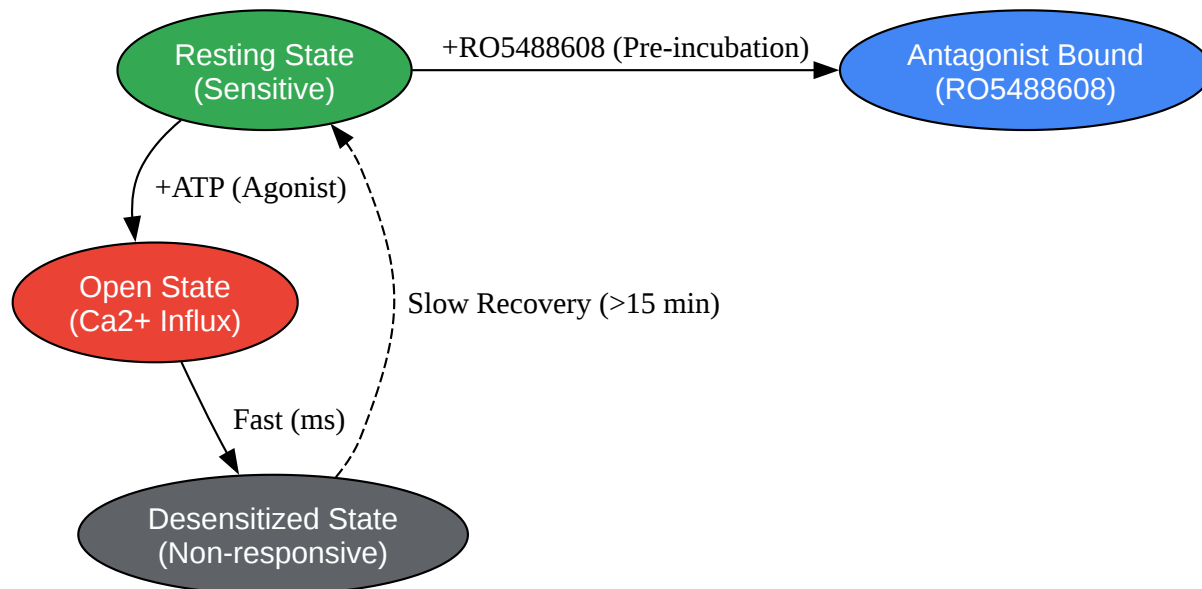 Resting State
(Sensitive)
+RO5488608 (Pre-incubation)
Antagonist Bound
(RO5488608)
+ATP (Agonist)
Open State
(Ca2+ Influx)
Slow Recovery (>15 min)
Fast (ms)
Desensitized State
(Non-responsive)